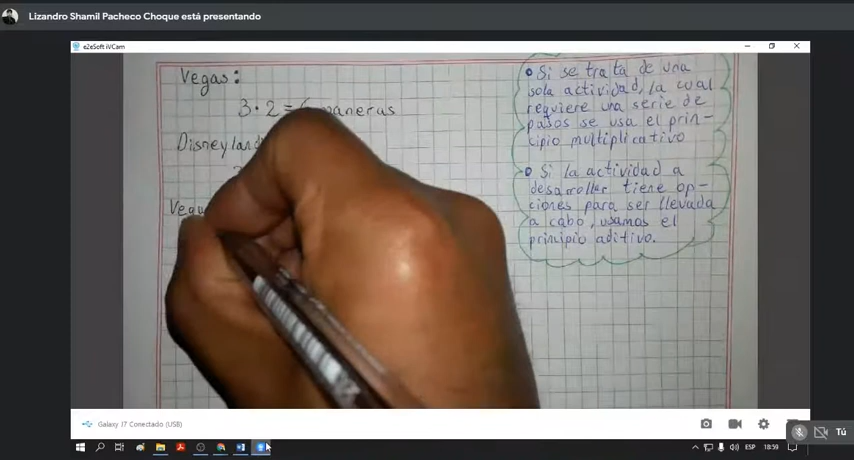 Lizandro Shamil Pacheco Choque está presentando
e2eSoft iVCam
Vegas:
3 · 2 = 6 maneras
Disneyland
Vegas
• Si se trata de una
sola actividad, la cual
requiere una serie de
pasos se usa el prin-
cipio multiplicativo
• Si la actividad a
desarrollar tiene op-
ciones para ser llevada
a cabo, usamos el
principio aditivo.
Galaxy J7 Conectado (USB)
Tú
ESP
18:59